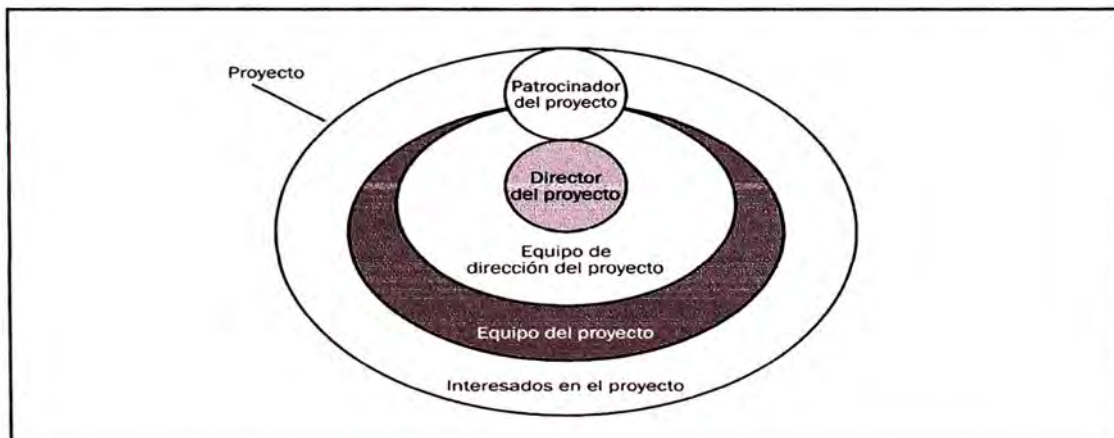 Proyecto
Patrocinador
del proyecto
Director
del proyecto
Equipo de
dirección del proyecto
Equipo del proyecto
Interesados en el proyecto